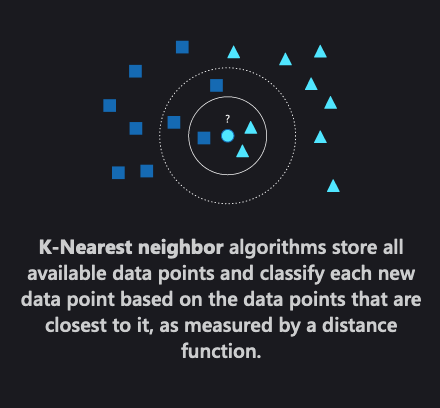 ?
K-Nearest neighbor algorithms store all
available data points and classify each new
data point based on the data points that are
closest to it, as measured by a distance
function.